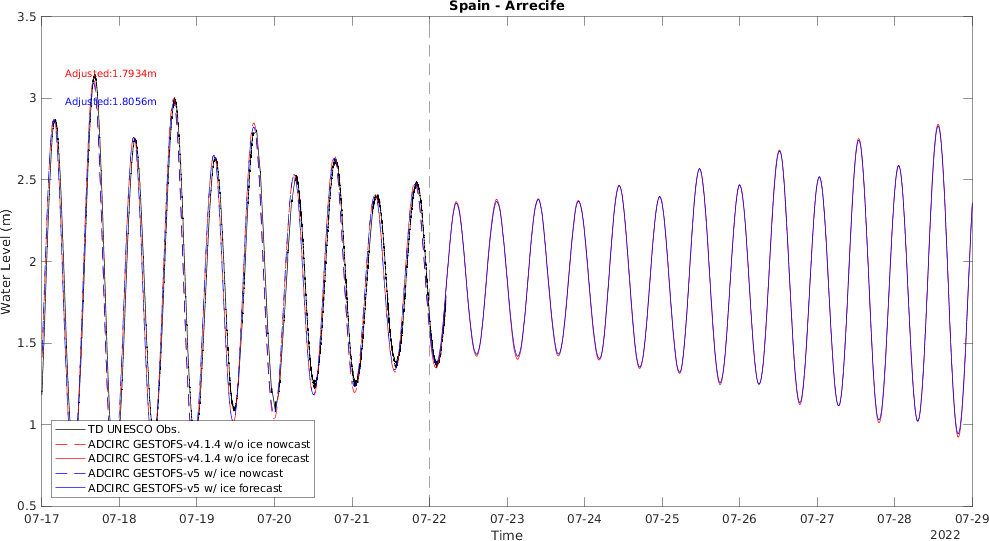 Spain - Arrecife
3.5
3
2.5
2
1.5
1
0.5
Water Level (m)
Adjusted:1.7934m
Adjusted:1.8056m
TD UNESCO Obs.
ADCIRC GESTOFS-v4.1.4 w/o ice nowcast
ADCIRC GESTOFS-v4.1.4 w/o ice forecast
ADCIRC GESTOFS-v5 w/ ice nowcast
ADCIRC GESTOFS-v5 w/ ice forecast
07-17 07-18 07-19 07-20 07-21 07-22 07-23 07-24 07-25 07-26 07-27 07-28 07-29
Time
2022